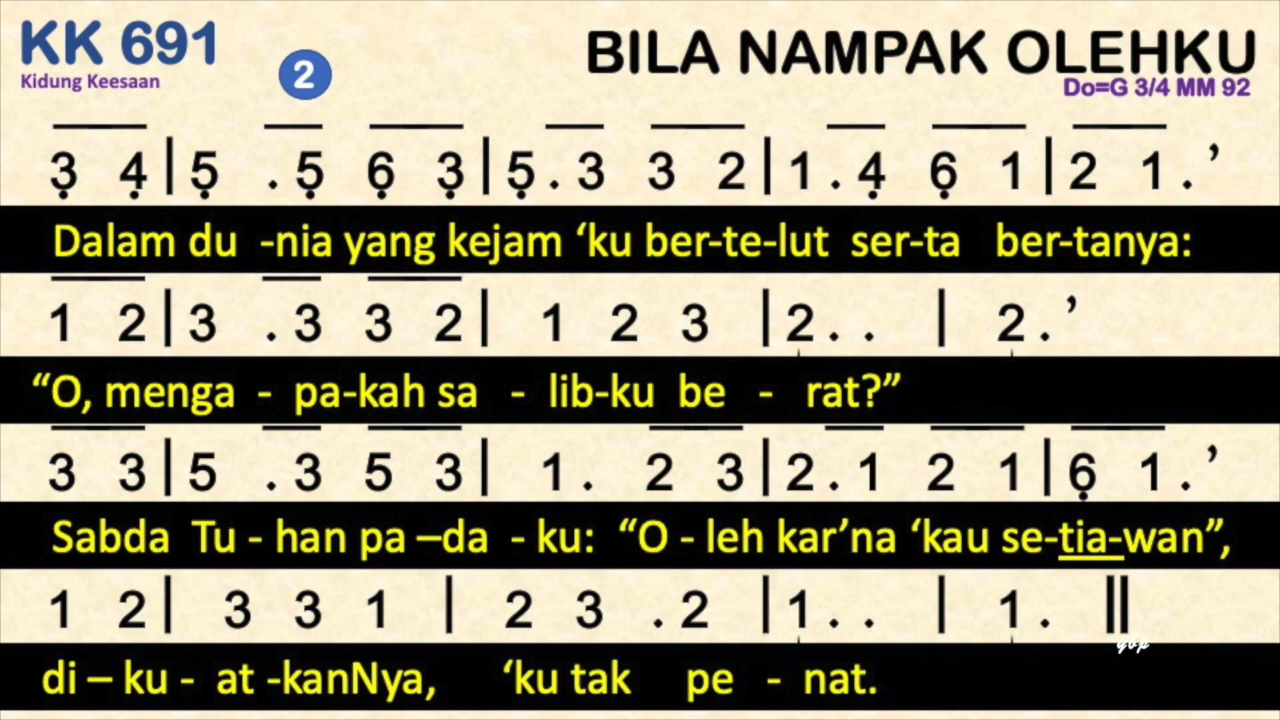 KK 691
Kidung Keesaan
2
BILA NAMPAK OLEHKU
Do=G 3/4 MM 92
3̣ 4̣ | 5̣ . 5̣ 6̣ 3̣ | 5̣ . 3 3 2 | 1 . 4̣ 6̣ 1 | 2 1 . ’
Dalam du -nia yang kejam ‘ku ber-te-lut ser-ta ber-tanya:
1 2 | 3 . 3 3 2 | 1 2 3 | 2 . . | 2 . ’
“O, menga - pa-kah sa - lib-ku be - rat?”
3 3 | 5 . 3 5 3 | 1 . 2 3 | 2 . 1 2 1 | 6̣ 1 . ’
Sabda Tu - han pa –da - ku: “O - leh kar’na ‘kau se-tia-wan”,
1 2 | 3 3 1 | 2 3 . 2 | 1 . . | 1 . ||
di – ku - at -kanNya, ‘ku tak pe - nat.